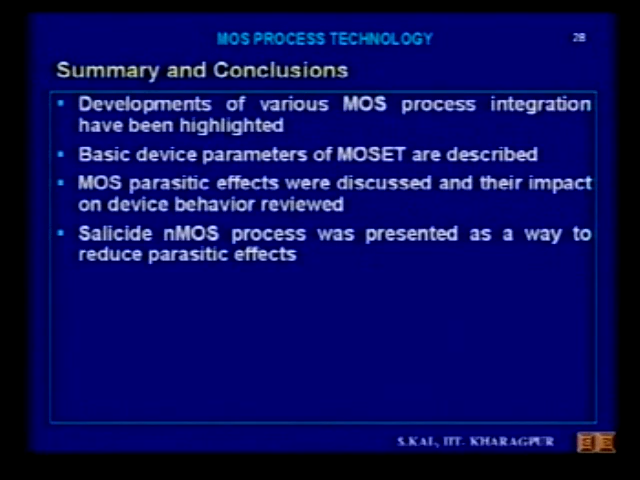 MOS PROCESS TECHNOLOGY
28
Summary and Conclusions
Developments of various MOS process integration
have been highlighted
Basic device parameters of MOSET are described
MOS parasitic effects were discussed and their impact
on device behavior reviewed
Salicide nMOS process was presented as a way to
reduce parasitic effects
S.KAL, IIT- KHARAGPUR